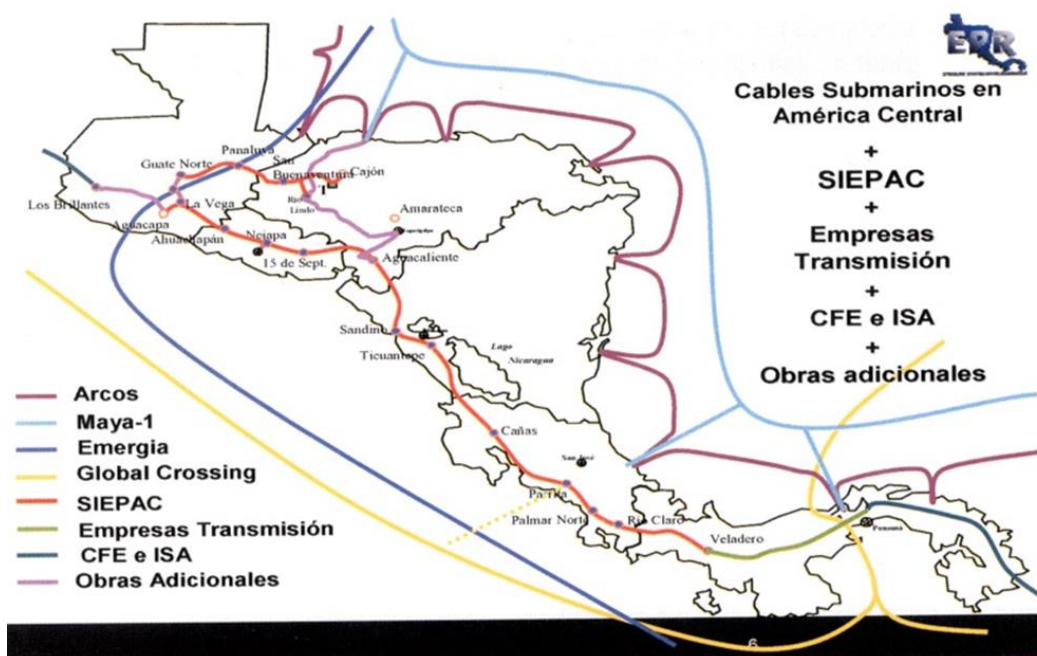 EPR
Cables Submarinos en
América Central
+
SIEPAC
+
Empresas
Transmisión
+
CFE e ISA
+
Obras adicionales
Panaluya
Guate Norte
San
Buenaventura
Cajón
Rio
Lindo
Los Brillantes
La Vega
Aguacapa
Amarateca
Ahuachapán
Nejapa
15 de Sept.
Aguacaliente
Sandino
Ticuantepe
Lago
Nicaragua
Cañas
San José
Parrita
Palmar Norte
Río Claro
Veladero
Panamá
Arcos
Maya-1
Emergia
Global Crossing
SIEPAC
Empresas Transmisión
CFE e ISA
Obras Adicionales
6